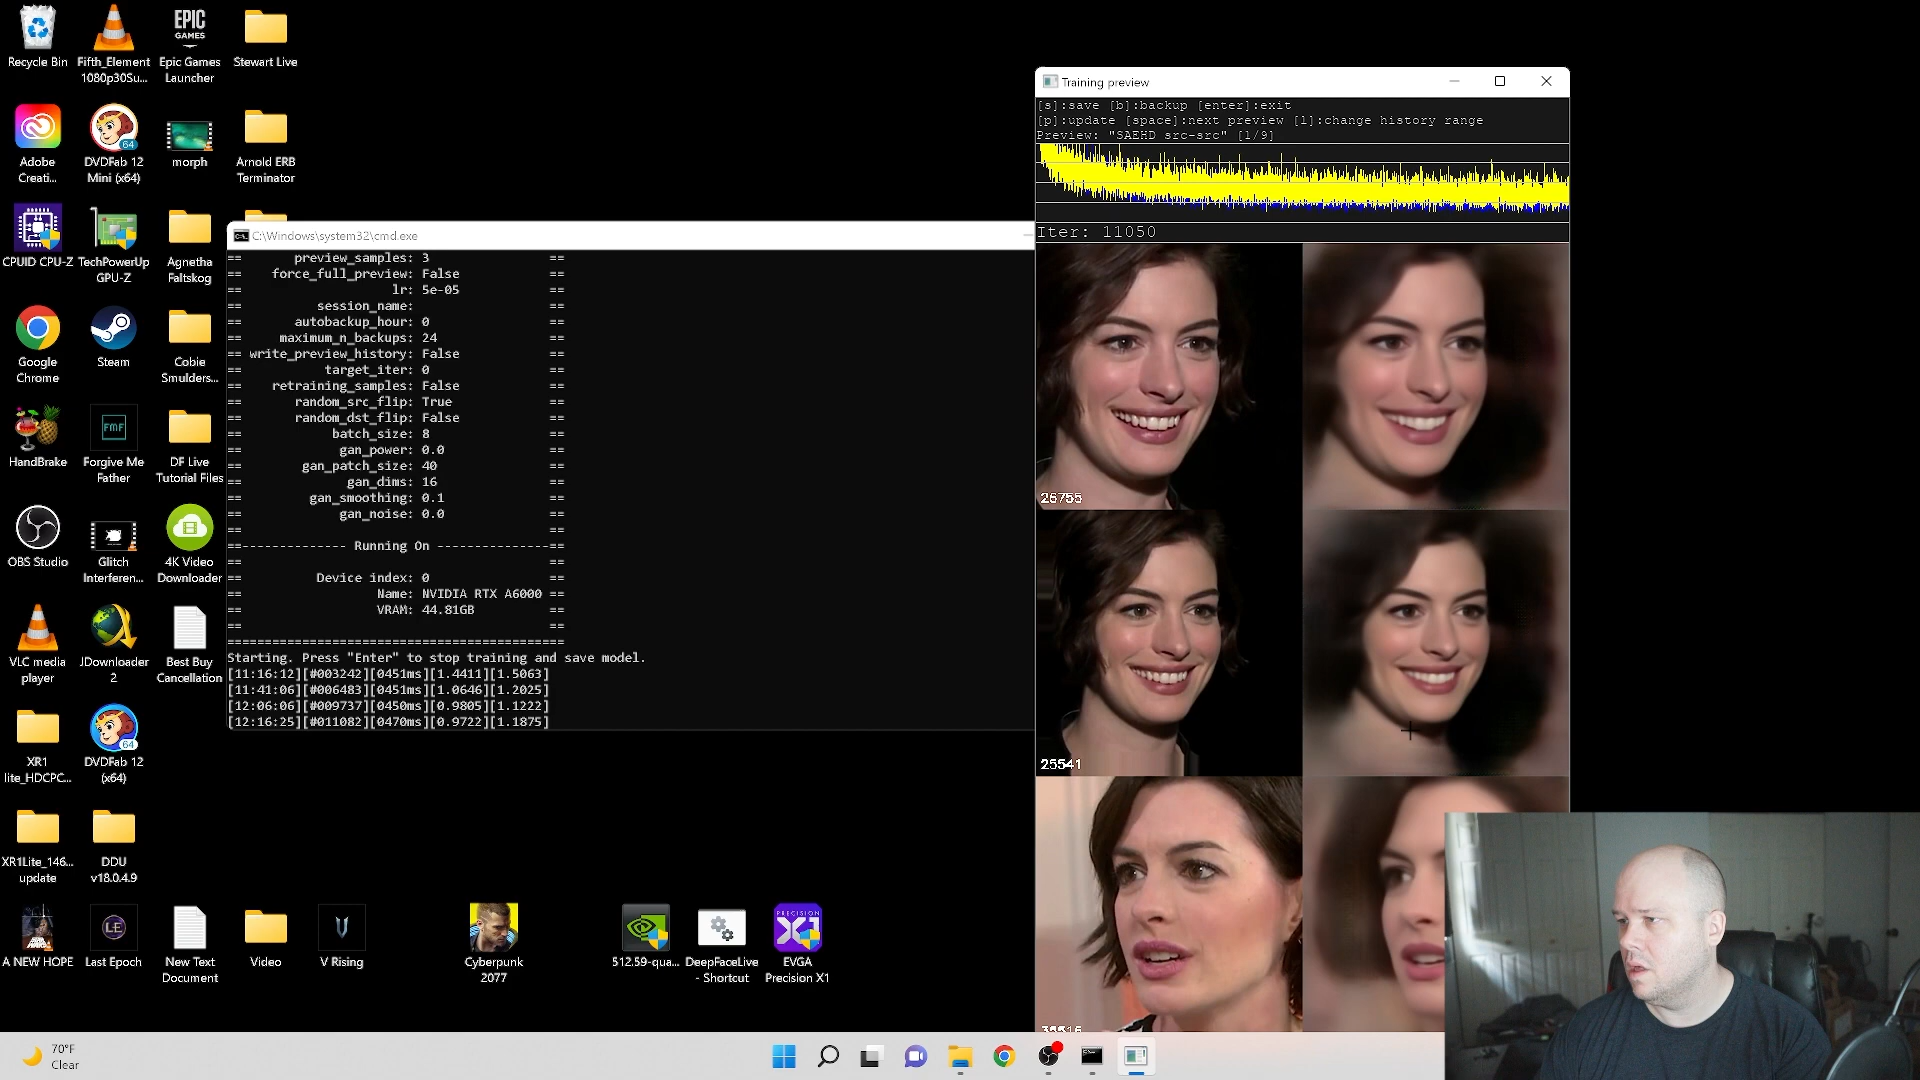 Recycle Bin
Fifth_Element
1080p30Su...
EPIC
GAMES
Epic Games
Launcher
Stewart Live
Adobe
Creati...
64
DVDFab 12
Mini (x64)
morph
Arnold ERB
Terminator
CPUID CPU-Z
TechPowerUp
GPU-Z
Agnetha
Faltskog
Google
Chrome
Steam
Cobie
Smulders...
HandBrake
FMF
Forgive Me
Father
DF Live
Tutorial Files
OBS Studio
Glitch
Interferen...
4K Video
Downloader
VLC media
player
JDownloader
2
Best Buy
Cancellation
XR1
lite_HDCPC...
64
DVDFab 12
(x64)
XR1Lite_146...
update
DDU
v18.0.4.9
A NEW HOPE
LE
Last Epoch
New Text
Document
Video
V Rising
Cyberpunk
2077
512.59-qua...
DeepFaceLive
- Shortcut
PRECISION
X1
EVGA
Precision X1
C:\Windows\system32\cmd.exe
== preview_samples: 3 ==
== force_full_preview: False ==
== lr: 5e-05 ==
== session_name: ==
== autobackup_hour: 0 ==
== maximum_n_backups: 24 ==
== write_preview_history: False ==
== target_iter: 0 ==
== retraining_samples: False ==
== random_src_flip: True ==
== random_dst_flip: False ==
== batch_size: 8 ==
== gan_power: 0.0 ==
== gan_patch_size: 40 ==
== gan_dims: 16 ==
== gan_smoothing: 0.1 ==
== gan_noise: 0.0 ==
== ==
==-------------- Running On ---------------==
== ==
== Device index: 0 ==
== Name: NVIDIA RTX A6000 ==
== VRAM: 44.81GB ==
== ==
=============================================
Starting. Press "Enter" to stop training and save model.
[11:16:12][#003242][0451ms][1.4411][1.5063]
[11:41:06][#006483][0451ms][1.0646][1.2025]
[12:06:06][#009737][0450ms][0.9805][1.1222]
[12:16:25][#011082][0470ms][0.9722][1.1875]
Training preview
[s]:save [b]:backup [enter]:exit
[p]:update [space]:next preview [l]:change history range
Preview: "SAEHD src-src" [1/9]
Iter: 11050
26755
25541
70°F
Clear